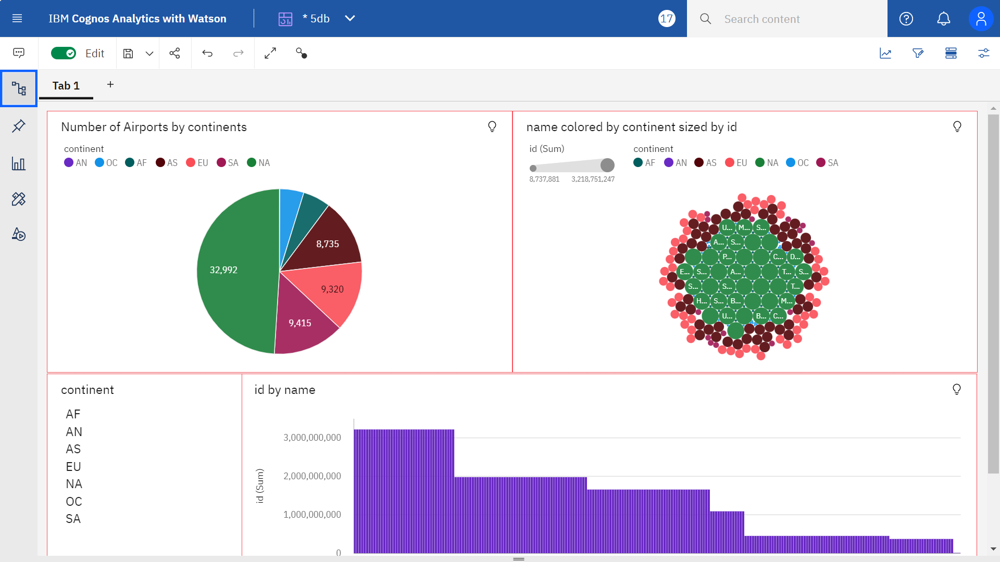 IBM Cognos Analytics with Watson
* 5db
17
Search content
Edit
Tab 1
Number of Airports by continents
continent
AN OC AF AS EU SA NA
8,735
32,992
9,320
9,415
name colored by continent sized by id
id (Sum)
8,737,881 3,218,751,247
continent
AF AN AS EU NA OC SA
U... M... S...
A... S...
P... C... D...
E... S... A... T... S...
S... S... T...
H... S... B... M...
U... B... C...
continent
AF
AN
AS
EU
NA
OC
SA
id by name
id (Sum)
3,000,000,000
2,000,000,000
1,000,000,000
0